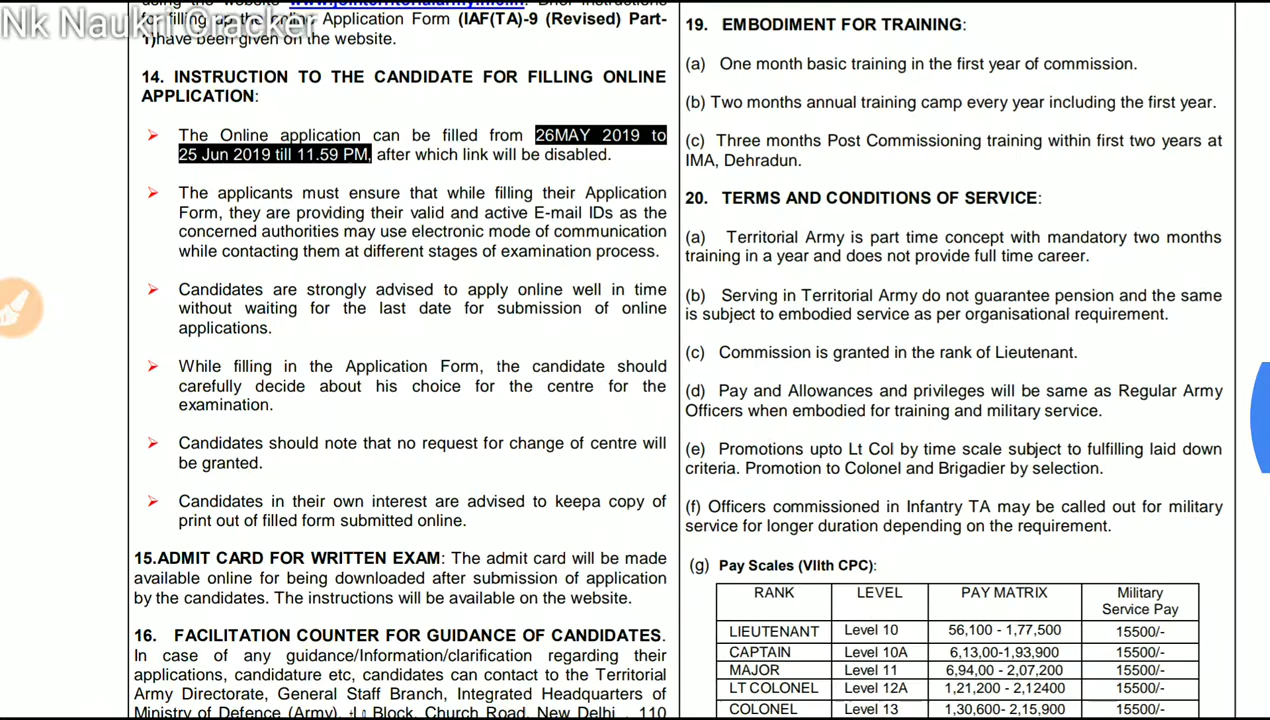 Nk Naukri Cracker
using the website www.jointerritorialarmy.info.in. Brief instructions
for filling up the online Application Form (IAF(TA)-9 (Revised) Part-
1)have been given on the website.
14. INSTRUCTION TO THE CANDIDATE FOR FILLING ONLINE
APPLICATION:
The Online application can be filled from 26MAY 2019 to
25 Jun 2019 till 11.59 PM, after which link will be disabled.
The applicants must ensure that while filling their Application
Form, they are providing their valid and active E-mail IDs as the
concerned authorities may use electronic mode of communication
while contacting them at different stages of examination process.
Candidates are strongly advised to apply online well in time
without waiting for the last date for submission of online
applications.
While filling in the Application Form, the candidate should
carefully decide about his choice for the centre for the
examination.
Candidates should note that no request for change of centre will
be granted.
Candidates in their own interest are advised to keepa copy of
print out of filled form submitted online.
15.ADMIT CARD FOR WRITTEN EXAM: The admit card will be made
available online for being downloaded after submission of application
by the candidates. The instructions will be available on the website.
16. FACILITATION COUNTER FOR GUIDANCE OF CANDIDATES.
In case of any guidance/Information/clarification regarding their
applications, candidature etc, candidates can contact to the Territorial
Army Directorate, General Staff Branch, Integrated Headquarters of
Ministry of Defence (Army), Block, Church Road, New Delhi . 110
19. EMBODIMENT FOR TRAINING:
(a) One month basic training in the first year of commission.
(b) Two months annual training camp every year including the first year.
(c) Three months Post Commissioning training within first two years at
IMA, Dehradun.
20. TERMS AND CONDITIONS OF SERVICE:
(a) Territorial Army is part time concept with mandatory two months
training in a year and does not provide full time career.
(b) Serving in Territorial Army do not guarantee pension and the same
is subject to embodied service as per organisational requirement.
(c) Commission is granted in the rank of Lieutenant.
(d) Pay and Allowances and privileges will be same as Regular Army
Officers when embodied for training and military service.
(e) Promotions upto Lt Col by time scale subject to fulfilling laid down
criteria. Promotion to Colonel and Brigadier by selection.
(f) Officers commissioned in Infantry TA may be called out for military
service for longer duration depending on the requirement.
(g) Pay Scales (VIIth CPC):
RANK LEVEL PAY MATRIX Military
Service Pay
LIEUTENANT Level 10 56,100 - 1,77,500 15500/-
CAPTAIN Level 10A 6,13,00-1,93,900 15500/-
MAJOR Level 11 6,94,00 - 2,07,200 15500/-
LT COLONEL Level 12A 1,21,200 - 2,12400 15500/-
COLONEL Level 13 1,30,600- 2,15,900 15500/-